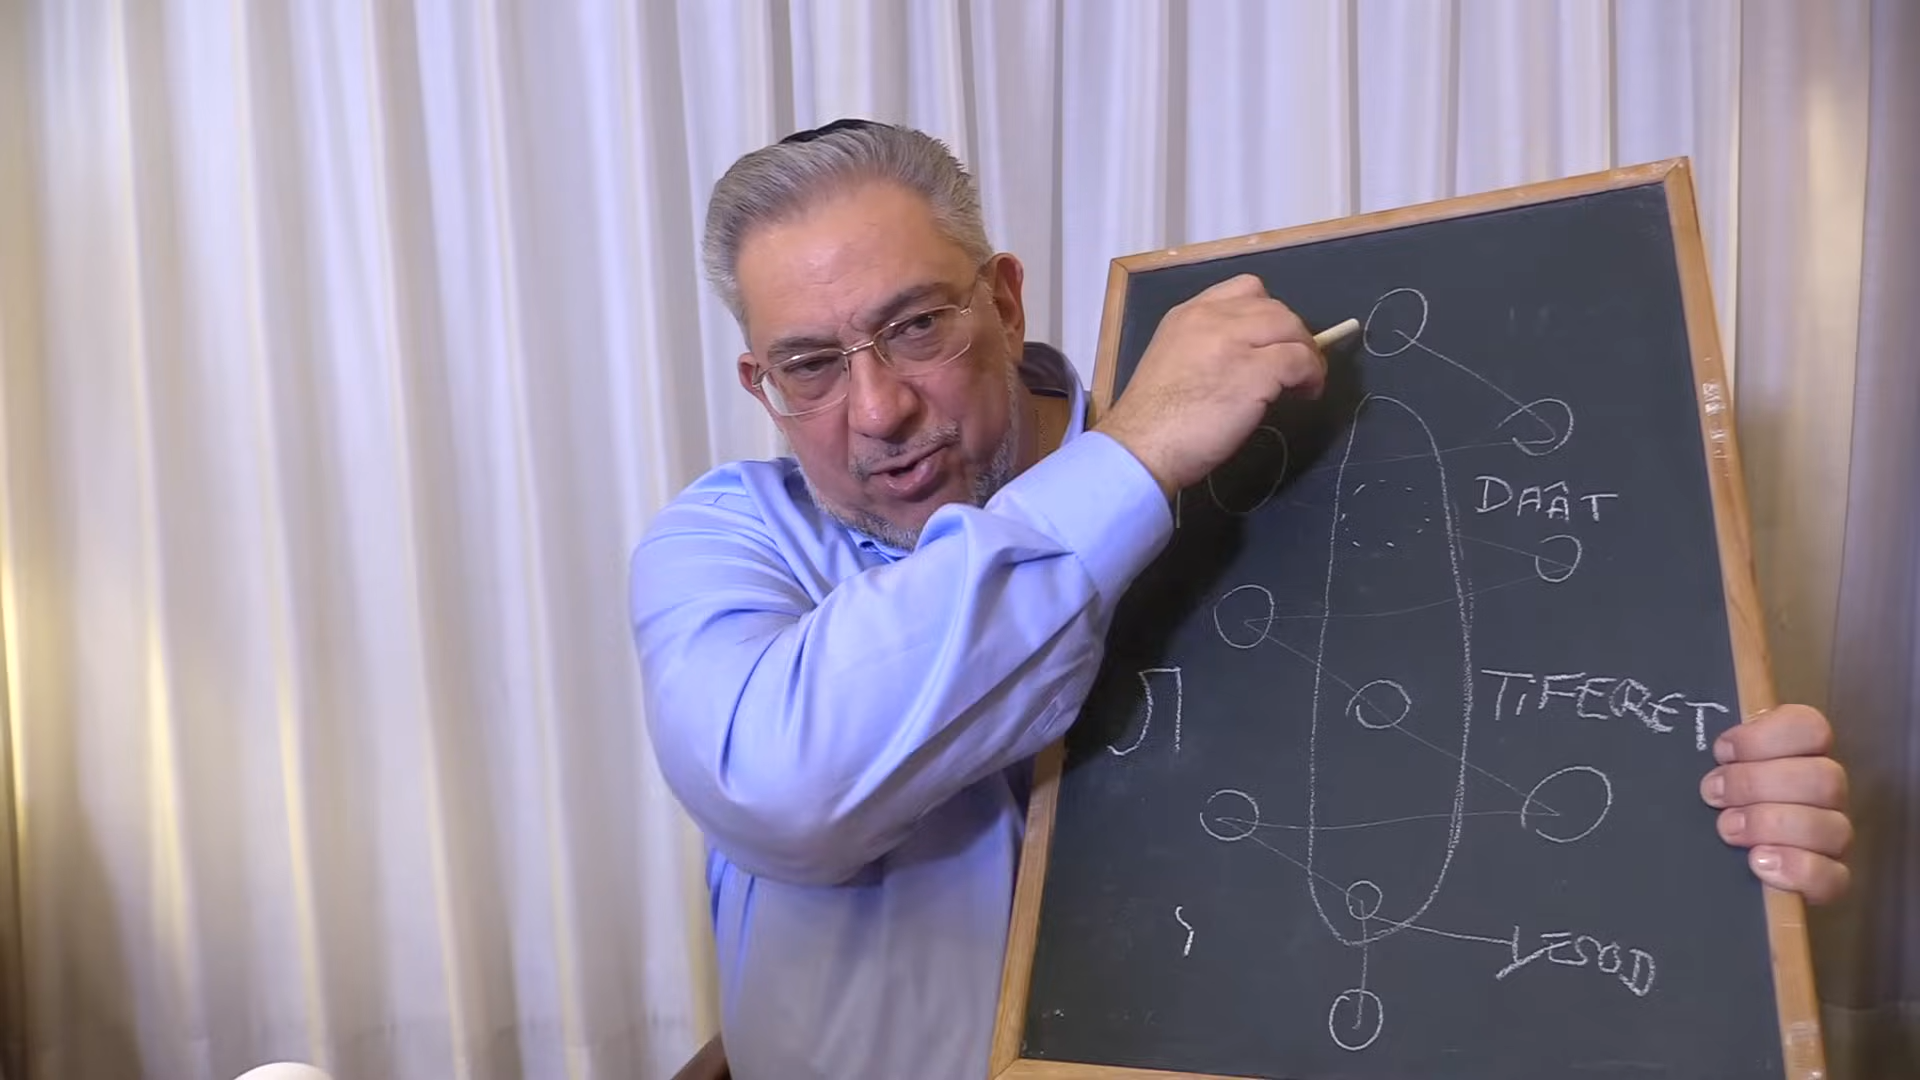 DAÂT
ת TiFERET
י YESOD